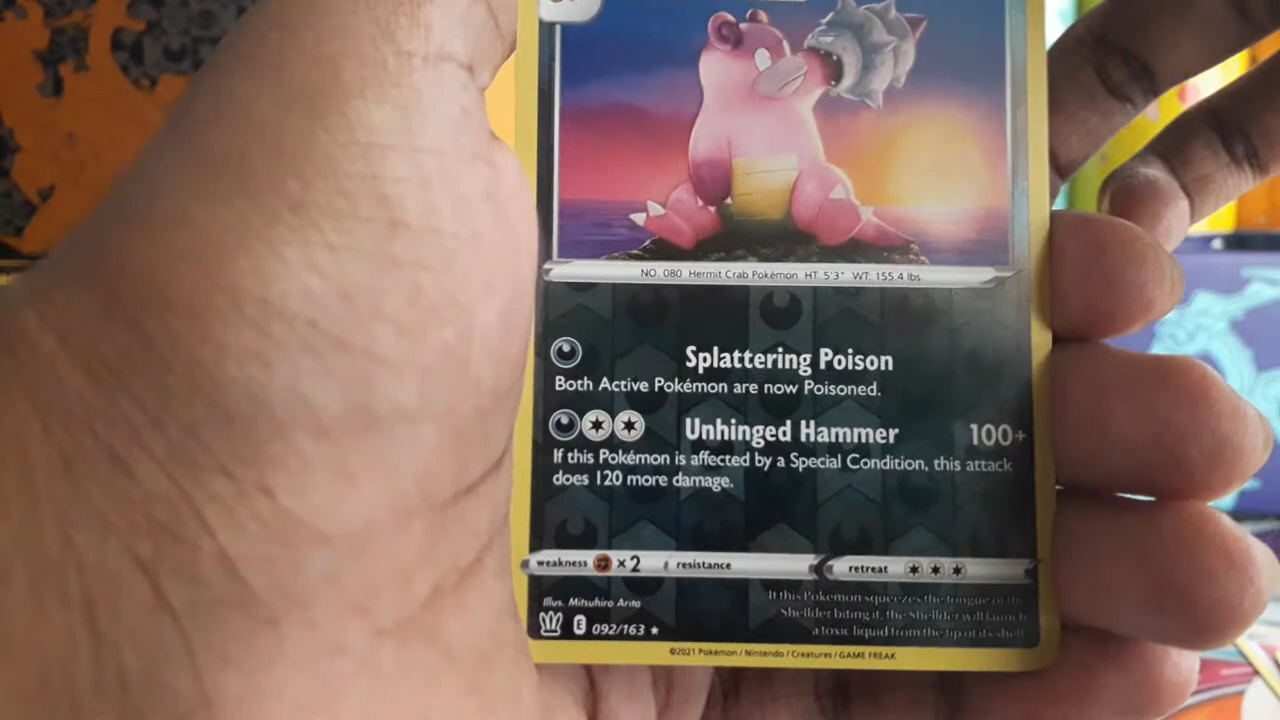 NO. 080 Hermit Crab Pokémon HT: 5'3" WT: 155.4 lbs.
Splattering Poison
Both Active Pokémon are now Poisoned.
Unhinged Hammer 100+
If this Pokémon is affected by a Special Condition, this attack
does 120 more damage.
weakness ×2 resistance retreat
Illus. Mitsuhiro Arita
If this Pokémon squeezes the tongue of the
Shellder biting it, the Shellder will launch
a toxic liquid from the tip of its shell.
E 092/163 ★
©2021 Pokémon / Nintendo / Creatures / GAME FREAK